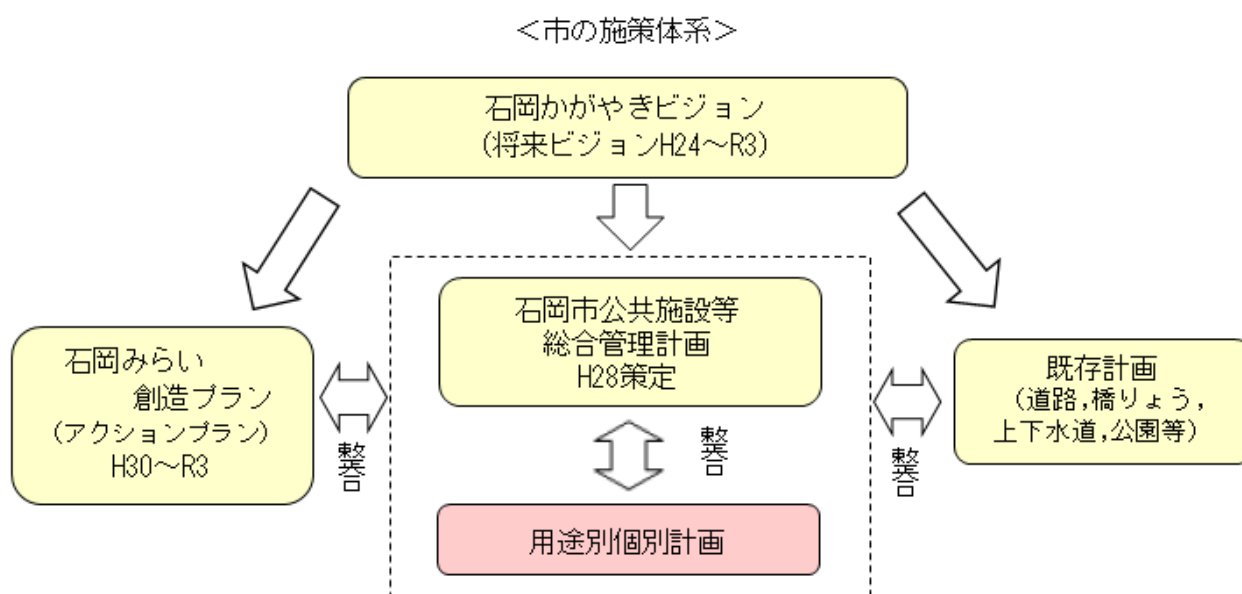 ＜市の施策体系＞
石岡かがやきビジョン
(将来ビジョンH24～R3)
石岡市公共施設等
総合管理計画
H28策定
石岡みらい
創造プラン
(アクションプラン)
H30～R3
整合
整合
整合
既存計画
(道路,橋りょう,
上下水道,公園等)
用途別個別計画